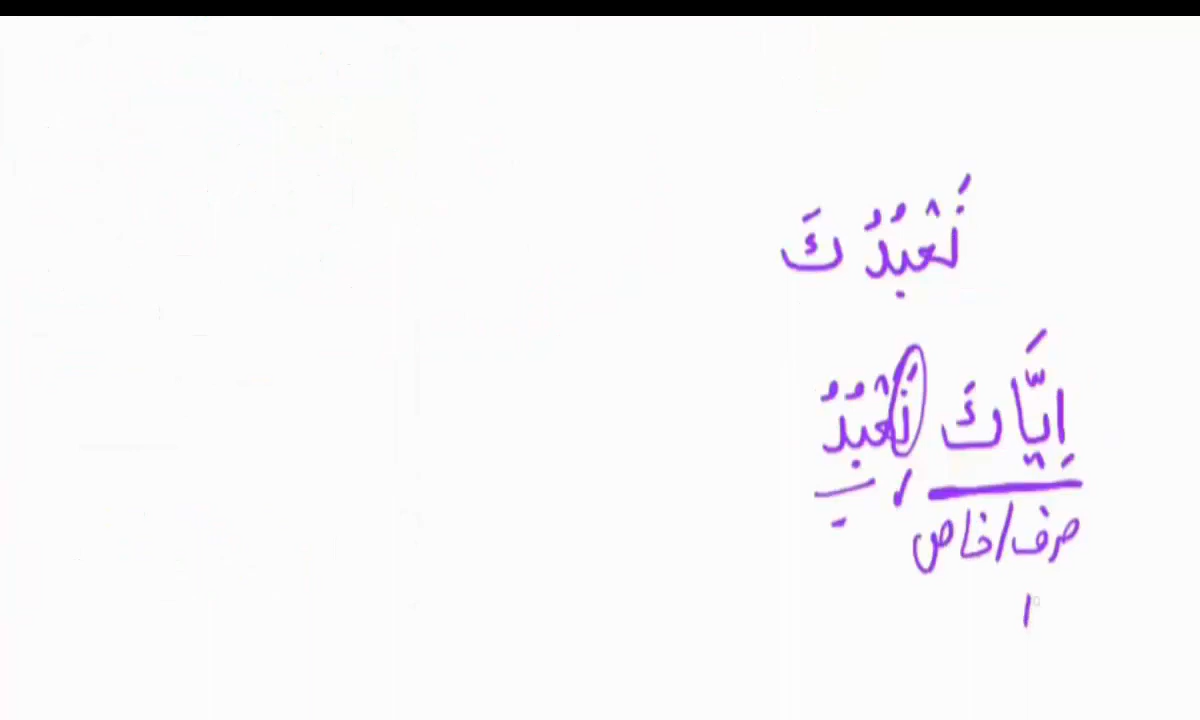 نَعْبُدُ كَ
اِيَّاكَ نَعْبُدُ
صرف/خاص
ا